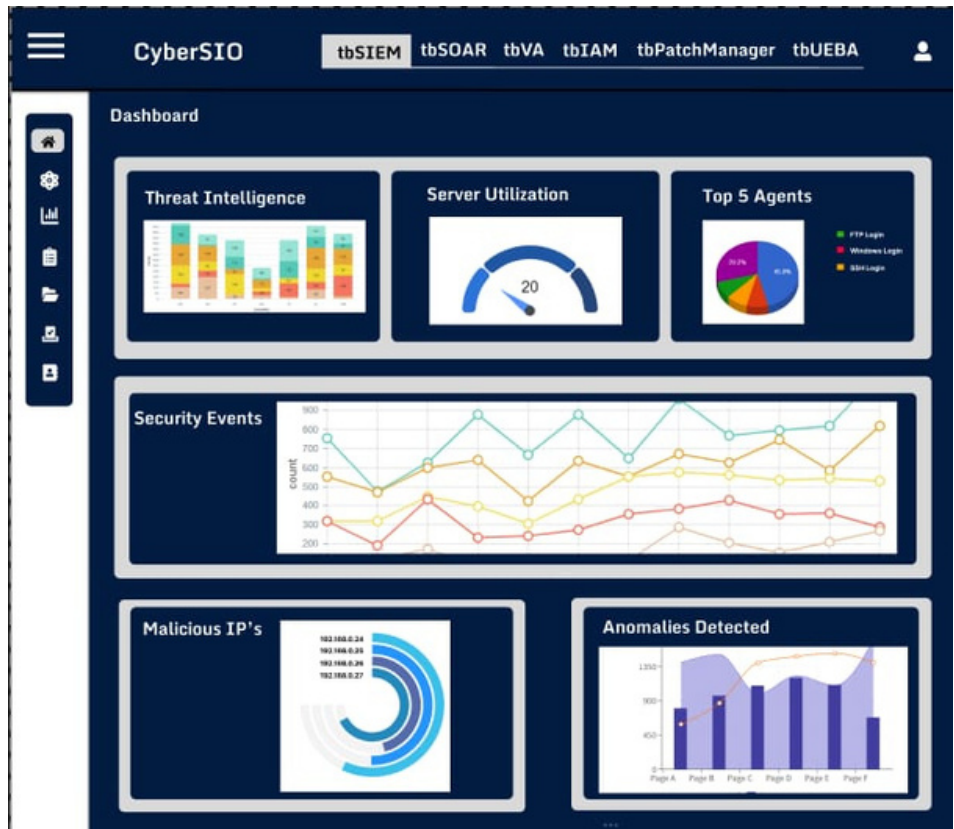 CyberSIO
tbSIEM tbSOAR tbVA tbIAM tbPatchManager tbUEBA
Dashboard
Threat Intelligence
Server Utilization
20
Top 5 Agents
FTP Login
Windows Login
SSH Login
Security Events
count
900
800
700
600
500
400
300
200
Malicious IP's
192.168.0.24
192.168.0.25
192.168.0.26
192.168.0.27
Anomalies Detected
1350
900
450
0
Page A Page B Page C Page D Page E Page F